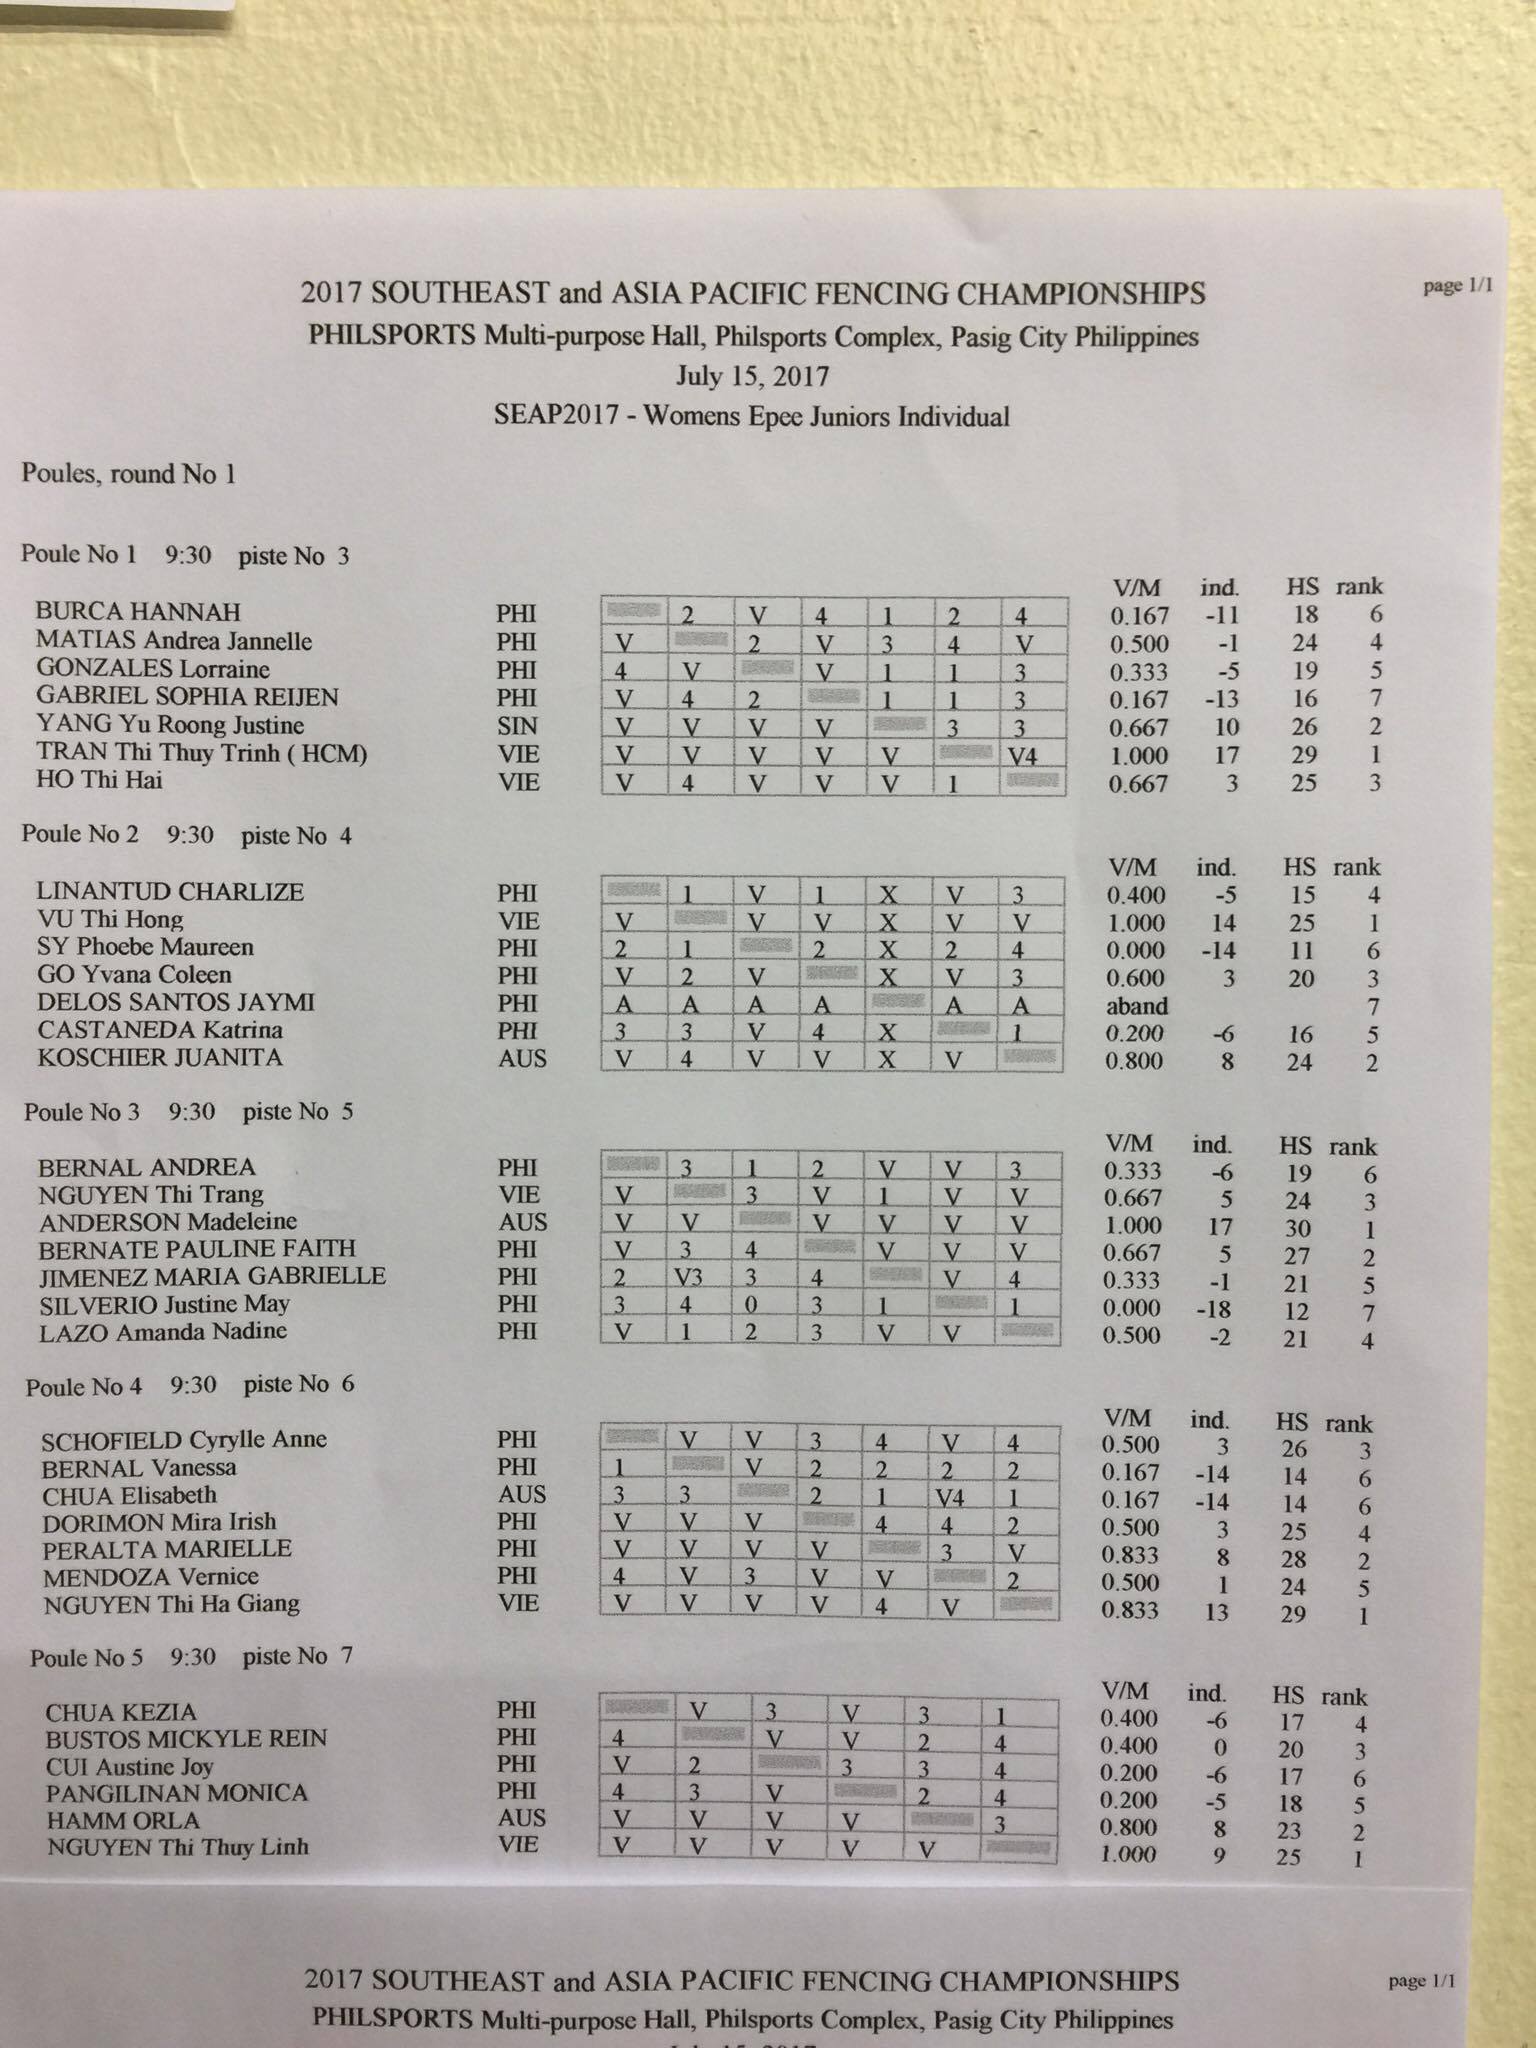 2017 SOUTHEAST and ASIA PACIFIC FENCING CHAMPIONSHIPS page 1/1
PHILSPORTS Multi-purpose Hall, Philsports Complex, Pasig City Philippines
July 15, 2017
SEAP2017 - Womens Epee Juniors Individual
Poules, round No 1
Poule No 1 9:30 piste No 3
V/M ind. HS rank
BURCA HANNAH PHI 2 V 4 1 2 4 0.167 -11 18 6
MATIAS Andrea Jannelle PHI V 2 V 3 4 V 0.500 -1 24 4
GONZALES Lorraine PHI 4 V V 1 1 3 0.333 -5 19 5
GABRIEL SOPHIA REIJEN PHI V 4 2 1 1 3 0.167 -13 16 7
YANG Yu Roong Justine SIN V V V V 3 3 0.667 10 26 2
TRAN Thi Thuy Trinh ( HCM) VIE V V V V V V4 1.000 17 29 1
HO Thi Hai VIE V 4 V V V 1 0.667 3 25 3
Poule No 2 9:30 piste No 4
V/M ind. HS rank
LINANTUD CHARLIZE PHI 1 V 1 X V 3 0.400 -5 15 4
VU Thi Hong VIE V V V X V V 1.000 14 25 1
SY Phoebe Maureen PHI 2 1 2 X 2 4 0.000 -14 11 6
GO Yvana Coleen PHI V 2 V X V 3 0.600 3 20 3
DELOS SANTOS JAYMI PHI A A A A A A aband 7
CASTANEDA Katrina PHI 3 3 V 4 X 1 0.200 -6 16 5
KOSCHIER JUANITA AUS V 4 V V X V 0.800 8 24 2
Poule No 3 9:30 piste No 5
V/M ind. HS rank
BERNAL ANDREA PHI 3 1 2 V V 3 0.333 -6 19 6
NGUYEN Thi Trang VIE V 3 V 1 V V 0.667 5 24 3
ANDERSON Madeleine AUS V V V V V V 1.000 17 30 1
BERNATE PAULINE FAITH PHI V 3 4 V V V 0.667 5 27 2
JIMENEZ MARIA GABRIELLE PHI 2 V3 3 4 V 4 0.333 -1 21 5
SILVERIO Justine May PHI 3 4 0 3 1 1 0.000 -18 12 7
LAZO Amanda Nadine PHI V 1 2 3 V V 0.500 -2 21 4
Poule No 4 9:30 piste No 6
V/M ind. HS rank
SCHOFIELD Cyrylle Anne PHI V V 3 4 V 4 0.500 3 26 3
BERNAL Vanessa PHI 1 V 2 2 2 2 0.167 -14 14 6
CHUA Elisabeth AUS 3 3 2 1 V4 1 0.167 -14 14 6
DORIMON Mira Irish PHI V V V 4 4 2 0.500 3 25 4
PERALTA MARIELLE PHI V V V V 3 V 0.833 8 28 2
MENDOZA Vernice PHI 4 V 3 V V 2 0.500 1 24 5
NGUYEN Thi Ha Giang VIE V V V V 4 V 0.833 13 29 1
Poule No 5 9:30 piste No 7
V/M ind. HS rank
CHUA KEZIA PHI V 3 V 3 1 0.400 -6 17 4
BUSTOS MICKYLE REIN PHI 4 V V 2 4 0.400 0 20 3
CUI Austine Joy PHI V 2 3 3 4 0.200 -6 17 6
PANGILINAN MONICA PHI 4 3 V 2 4 0.200 -5 18 5
HAMM ORLA AUS V V V V 3 0.800 8 23 2
NGUYEN Thi Thuy Linh VIE V V V V V 1.000 9 25 1
2017 SOUTHEAST and ASIA PACIFIC FENCING CHAMPIONSHIPS page 1/1
PHILSPORTS Multi-purpose Hall, Philsports Complex, Pasig City Philippines
July 15, 2017